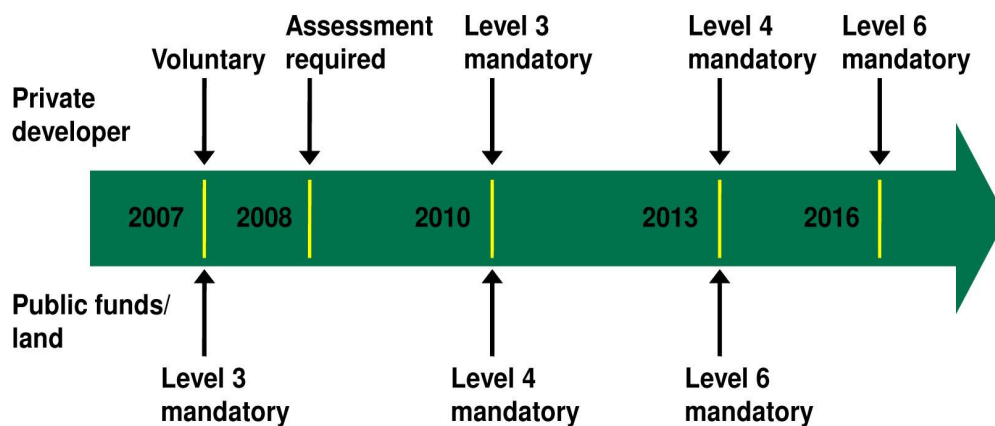 Voluntary
Assessment
required
Level 3
mandatory
Level 4
mandatory
Level 6
mandatory
Private
developer
2007
2008
2010
2013
2016
Public funds/
land
Level 3
mandatory
Level 4
mandatory
Level 6
mandatory